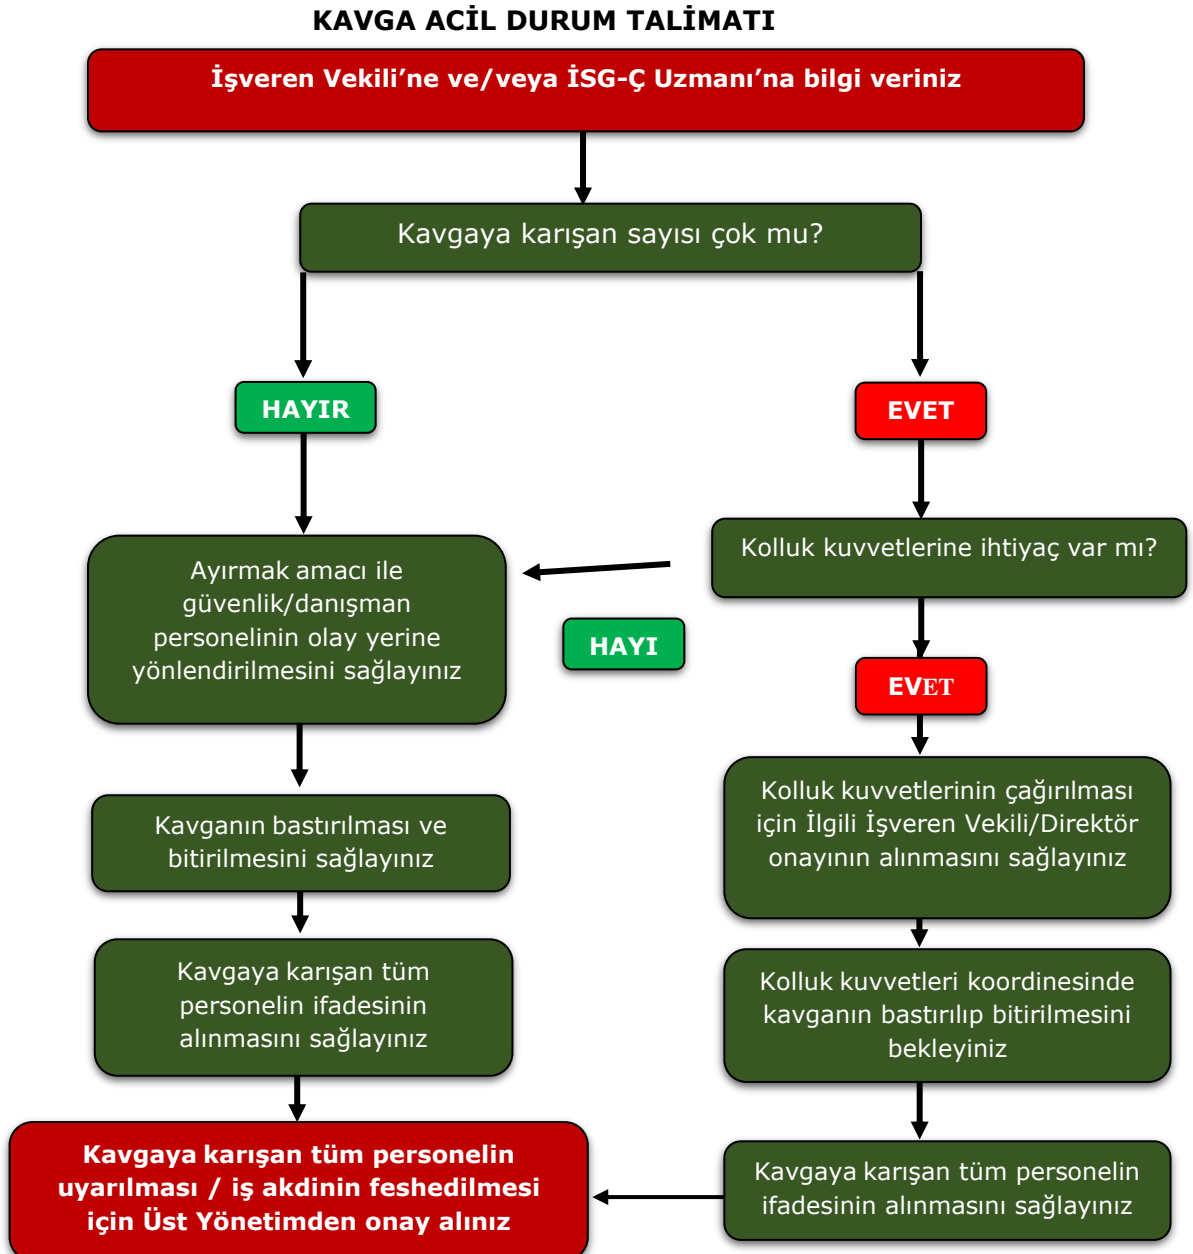 KAVGA ACİL DURUM TALİMATI
İşveren Vekili’ne ve/veya İSG-Ç Uzmanı’na bilgi veriniz
Kavgaya karışan sayısı çok mu?
HAYIR
EVET
Kolluk kuvvetlerine ihtiyaç var mı?
Ayırmak amacı ile
güvenlik/danışman
personelinin olay yerine
yönlendirilmesini sağlayınız
HAYI
EVET
Kolluk kuvvetlerinin çağırılması
için İlgili İşveren Vekili/Direktör
onayının alınmasını sağlayınız
Kavganın bastırılması ve
bitirilmesini sağlayınız
Kavgaya karışan tüm
personelin ifadesinin
alınmasını sağlayınız
Kolluk kuvvetleri koordinesinde
kavganın bastırılıp bitirilmesini
bekleyiniz
Kavgaya karışan tüm personelin
uyarılması / iş akdinin feshedilmesi
için Üst Yönetimden onay alınız
Kavgaya karışan tüm personelin
ifadesinin alınmasını sağlayınız